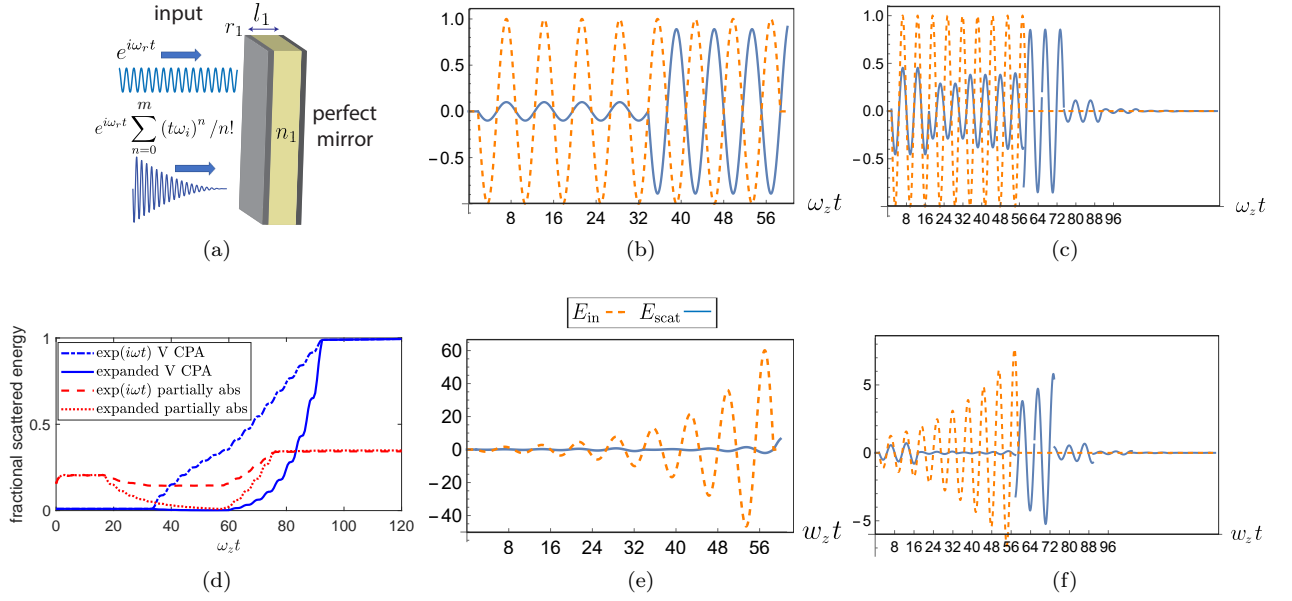 input
l₁
r₁
e^{iω_r t}
e^{iω_r t} \sum_{n=0}^{m} (tω_i)^n /n!
n₁
perfect
mirror
(a)
1.0
0.5
0.0
−0.5
8 16 24 32 40 48 56
ω_z t
(b)
1.0
0.5
0.0
−0.5
8 16 24 32 40 48 56 64 72 80 88 96
ω_z t
(c)
fractional scattered energy
1
0.5
0
exp(iωt) V CPA
expanded V CPA
exp(iωt) partially abs
expanded partially abs
0 20 40 60 80 100 120
ω_z t
(d)
E_in E_scat
60
40
20
0
−20
−40
8 16 24 32 40 48 56
w_z t
(e)
5
0
−5
8 16 24 32 40 48 56 64 72 80 88 96
w_z t
(f)